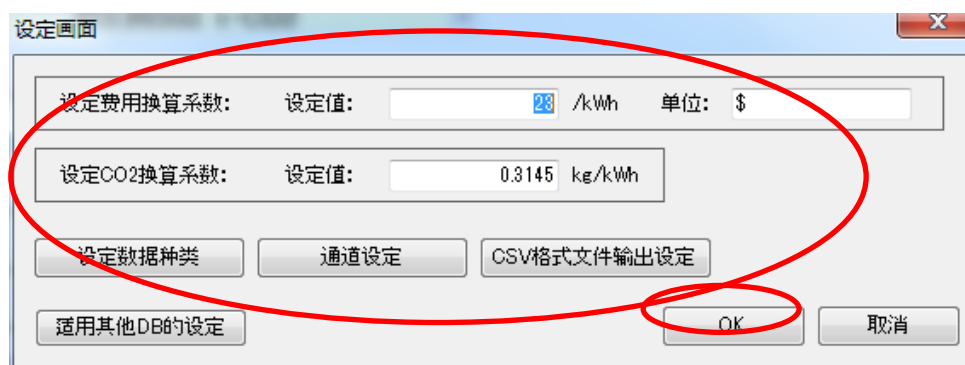 设定画面
设定费用换算系数: 设定值: 28 /kWh 单位: $
设定CO2换算系数: 设定值: 0.3145 kg/kWh
设定数据种类 通道设定 CSV格式文件输出设定
适用其他DB的设定 OK 取消